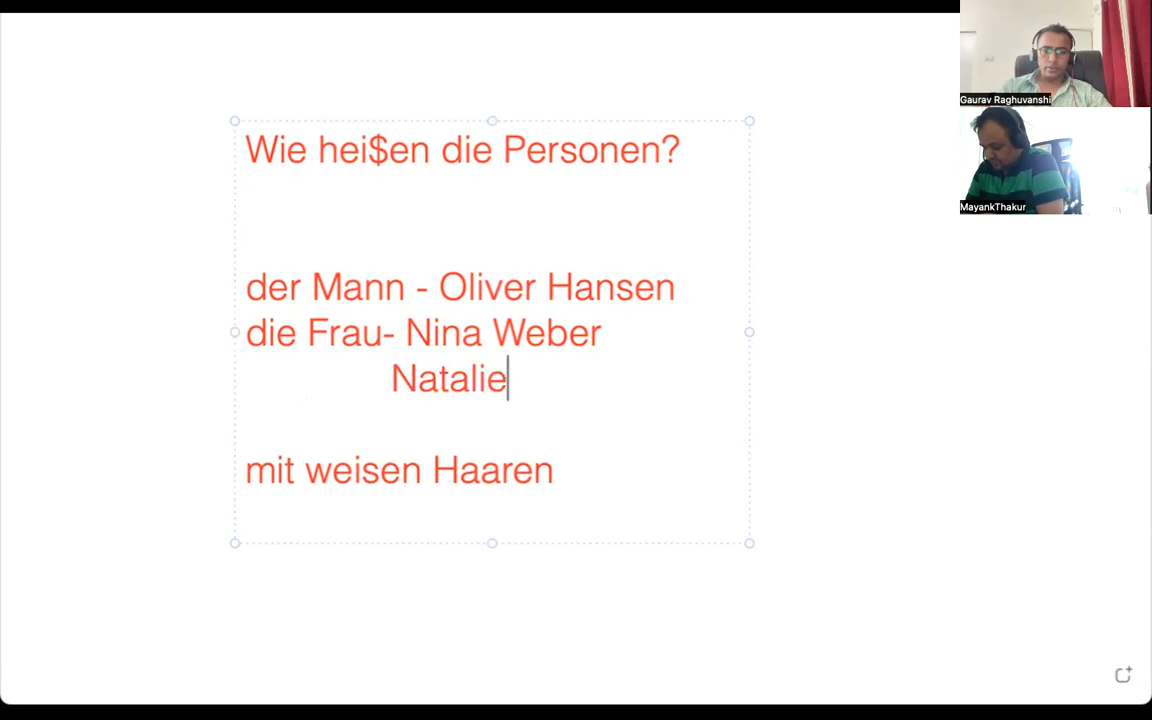 Wie hei$en die Personen?
der Mann - Oliver Hansen
die Frau- Nina Weber
Natalie
mit weisen Haaren
Gaurav Raghuvanshi
MayankThakur